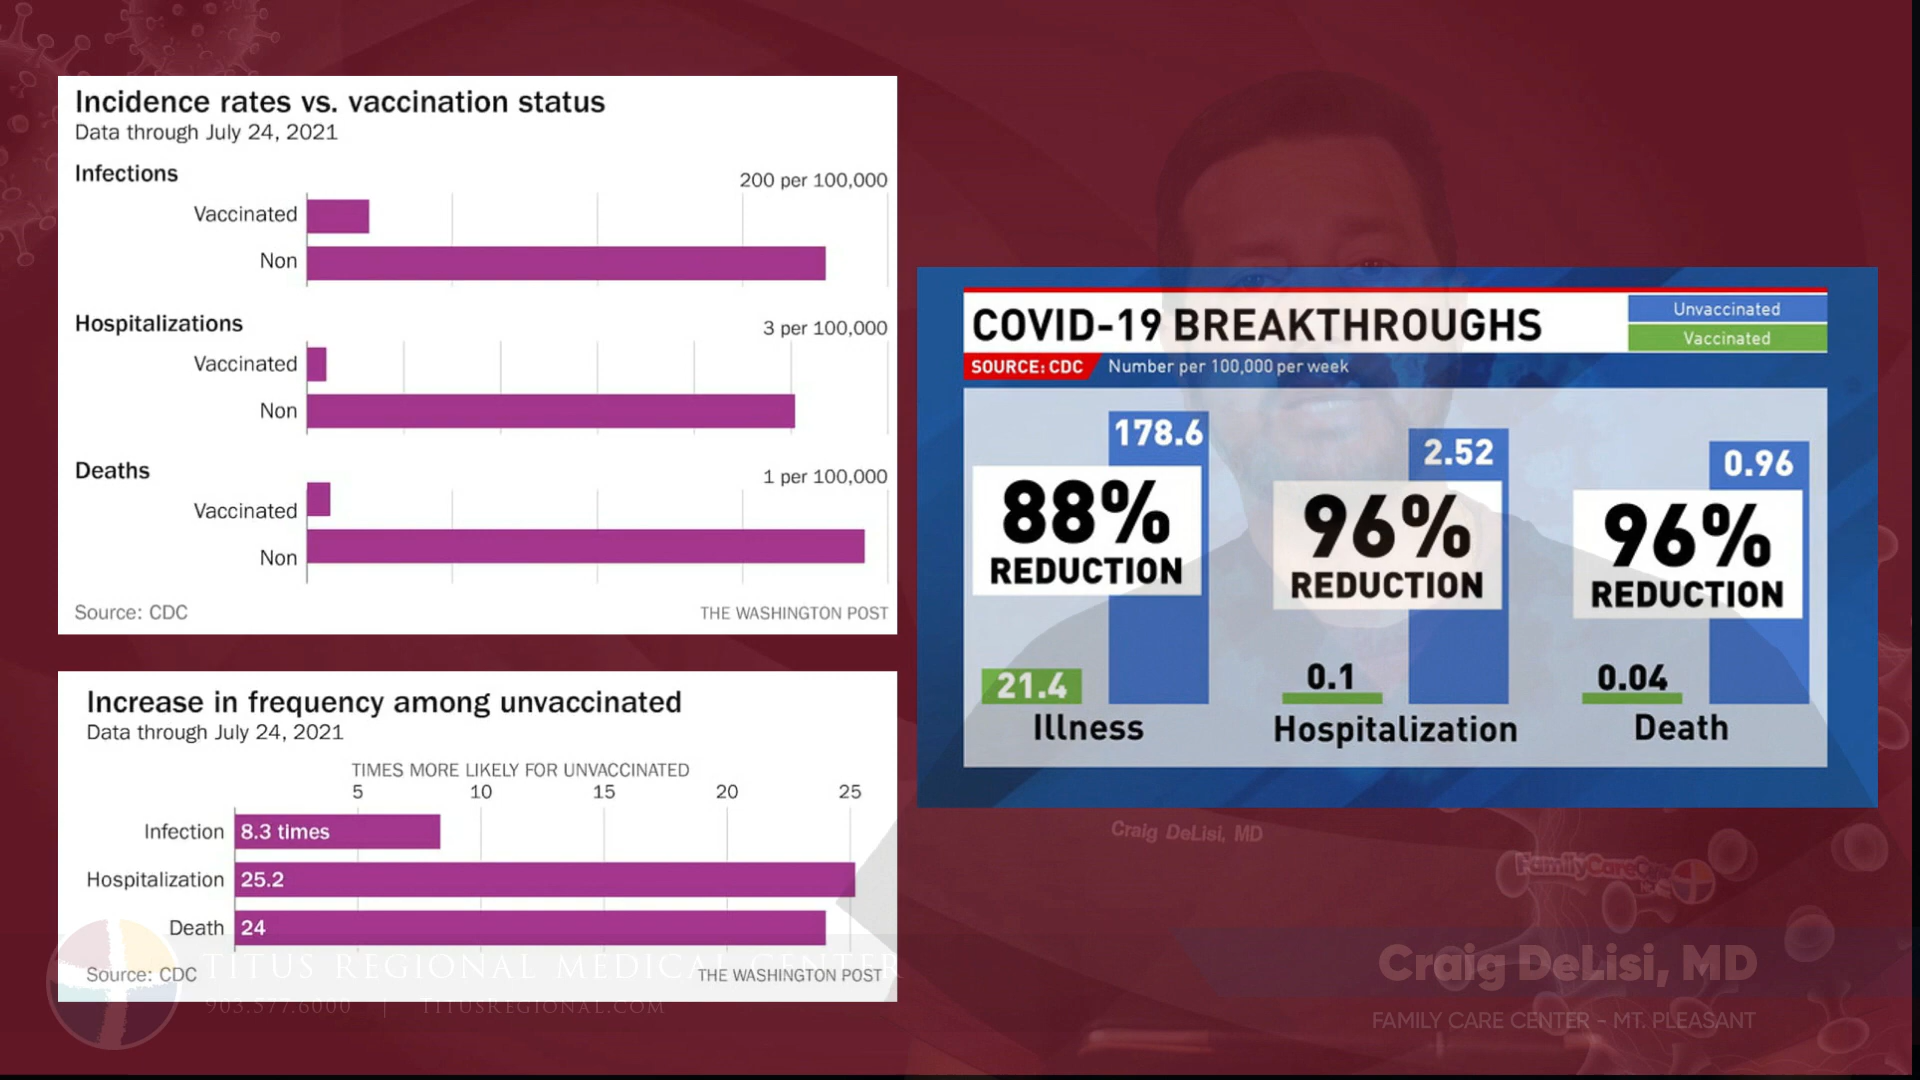 Incidence rates vs. vaccination status
Data through July 24, 2021
Infections
200 per 100,000
Vaccinated
Non
Hospitalizations
3 per 100,000
Vaccinated
Non
Deaths
1 per 100,000
Vaccinated
Non
Source: CDC
THE WASHINGTON POST
Increase in frequency among unvaccinated
Data through July 24, 2021
TIMES MORE LIKELY FOR UNVACCINATED
5 10 15 20 25
Infection 8.3 times
Hospitalization 25.2
Death 24
Source: CDC
THE WASHINGTON POST
TITUS REGIONAL MEDICAL CENTER
903.577.6000 | TITUSREGIONAL.COM
COVID-19 BREAKTHROUGHS
Unvaccinated
Vaccinated
SOURCE: CDC Number per 100,000 per week
178.6
2.52
0.96
88%
REDUCTION
96%
REDUCTION
96%
REDUCTION
21.4
0.1
0.04
Illness
Hospitalization
Death
Craig DeLisi, MD
Craig DeLisi, MD
FAMILY CARE CENTER - MT. PLEASANT